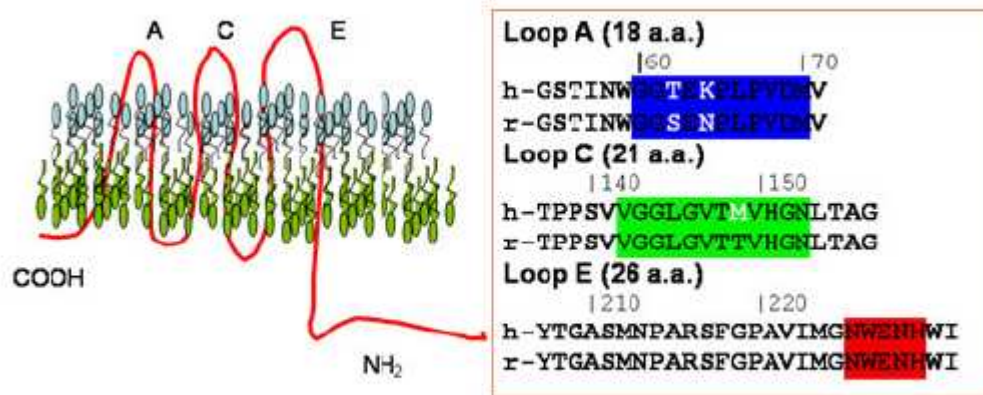 A C E
COOH
NH2
Loop A (18 a.a.)
|60 |70
h-GSTINWGGTEKPLPVDMV
r-GSTINWGGSENPLPVDMV
Loop C (21 a.a.)
|140 |150
h-TPPSVVGGLGVTMVHGNLTAG
r-TPPSVVGGLGVTTVHGNLTAG
Loop E (26 a.a.)
|210 |220
h-YTGASMNPARSFGPAVIMGNWENHWI
r-YTGASMNPARSFGPAVIMGNWENHWI